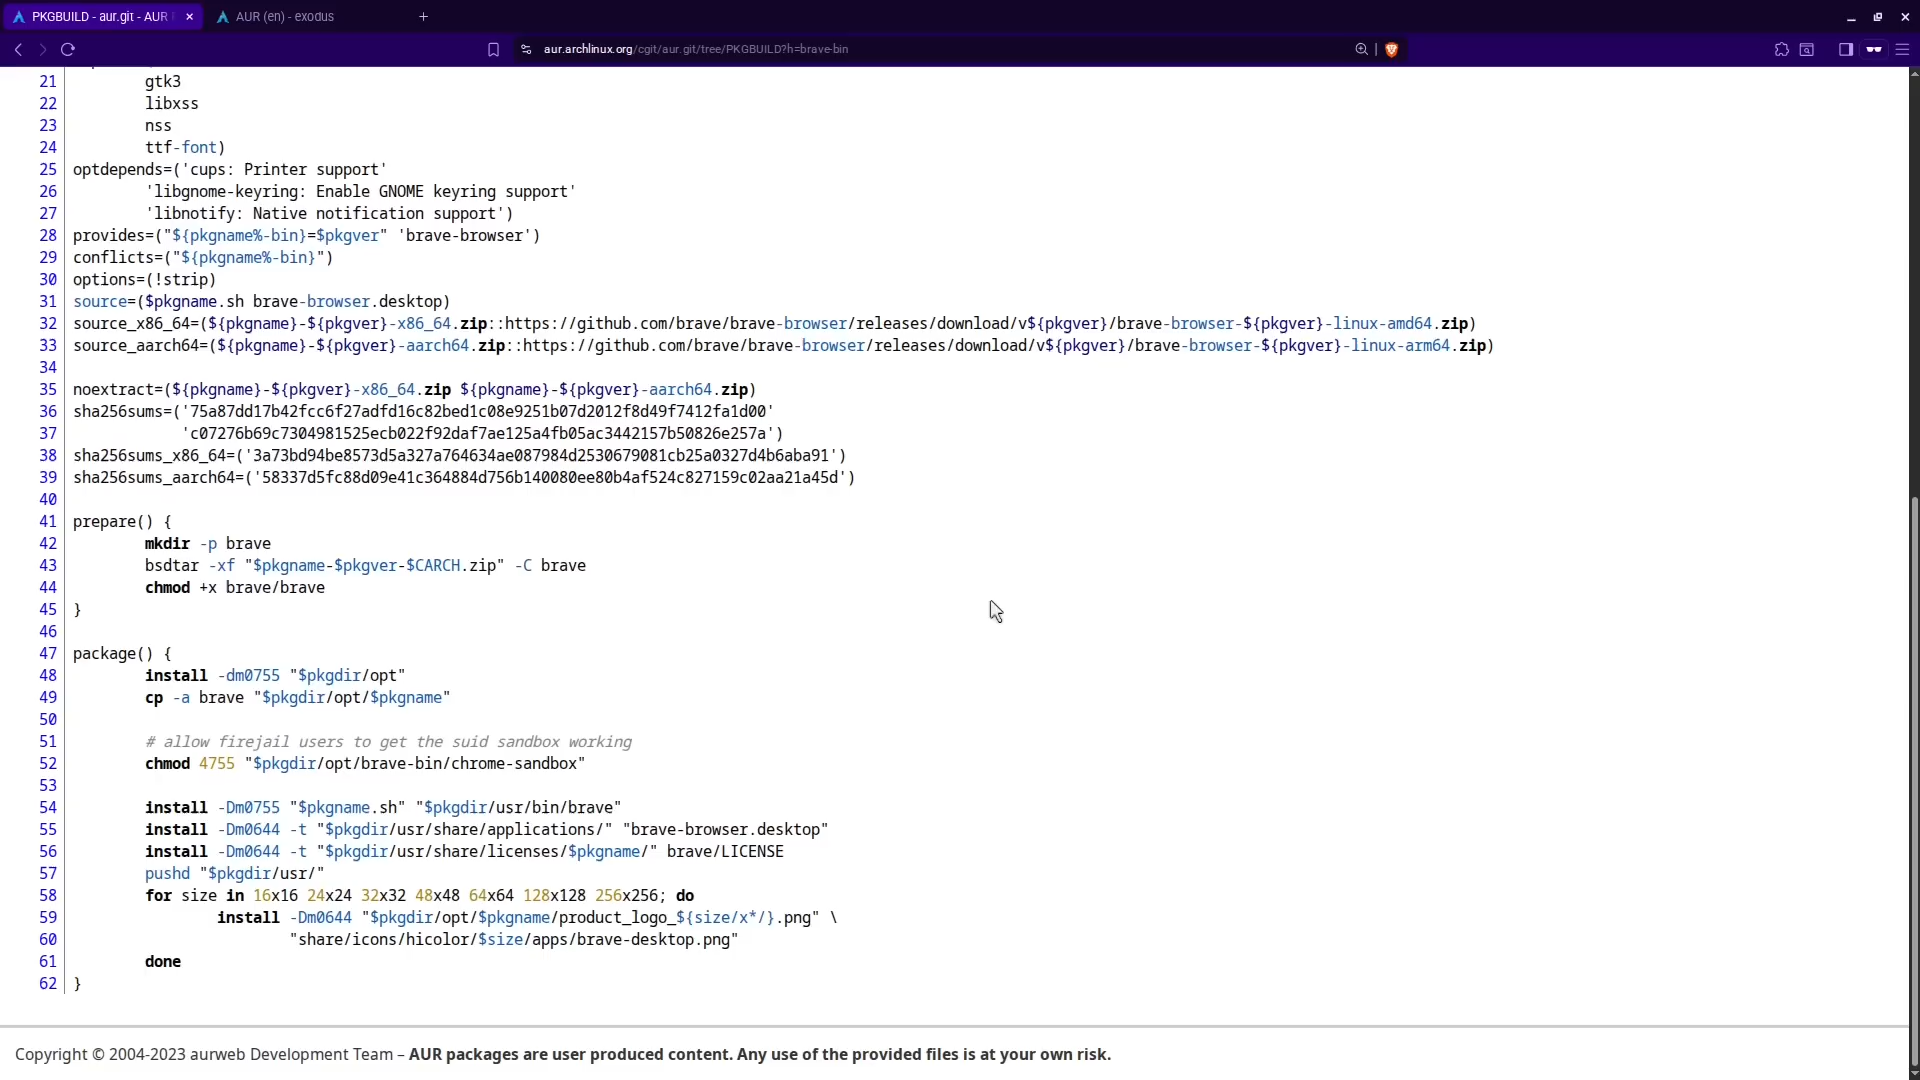 PKGBUILD - aur.git - AUR
AUR (en) - exodus
aur.archlinux.org/cgit/aur.git/tree/PKGBUILD?h=brave-bin
21 gtk3
22 libxss
23 nss
24 ttf-font)
25 optdepends=('cups: Printer support'
26 'libgnome-keyring: Enable GNOME keyring support'
27 'libnotify: Native notification support')
28 provides=("${pkgname%-bin}=$pkgver" 'brave-browser')
29 conflicts=("${pkgname%-bin}")
30 options=(!strip)
31 source=($pkgname.sh brave-browser.desktop)
32 source_x86_64=(${pkgname}-${pkgver}-x86_64.zip::https://github.com/brave/brave-browser/releases/download/v${pkgver}/brave-browser-${pkgver}-linux-amd64.zip)
33 source_aarch64=(${pkgname}-${pkgver}-aarch64.zip::https://github.com/brave/brave-browser/releases/download/v${pkgver}/brave-browser-${pkgver}-linux-arm64.zip)
34
35 noextract=(${pkgname}-${pkgver}-x86_64.zip ${pkgname}-${pkgver}-aarch64.zip)
36 sha256sums=('75a87dd17b42fcc6f27adfd16c82bed1c08e9251b07d2012f8d49f7412fa1d00'
37 'c07276b69c7304981525ecb022f92daf7ae125a4fb05ac3442157b50826e257a')
38 sha256sums_x86_64=('3a73bd94be8573d5a327a764634ae087984d2530679081cb25a0327d4b6aba91')
39 sha256sums_aarch64=('58337d5fc88d09e41c364884d756b140080ee80b4af524c827159c02aa21a45d')
40
41 prepare() {
42 mkdir -p brave
43 bsdtar -xf "$pkgname-$pkgver-$CARCH.zip" -C brave
44 chmod +x brave/brave
45 }
46
47 package() {
48 install -dm0755 "$pkgdir/opt"
49 cp -a brave "$pkgdir/opt/$pkgname"
50
51 # allow firejail users to get the suid sandbox working
52 chmod 4755 "$pkgdir/opt/brave-bin/chrome-sandbox"
53
54 install -Dm0755 "$pkgname.sh" "$pkgdir/usr/bin/brave"
55 install -Dm0644 -t "$pkgdir/usr/share/applications/" "brave-browser.desktop"
56 install -Dm0644 -t "$pkgdir/usr/share/licenses/$pkgname/" brave/LICENSE
57 pushd "$pkgdir/usr/"
58 for size in 16x16 24x24 32x32 48x48 64x64 128x128 256x256; do
59 install -Dm0644 "$pkgdir/opt/$pkgname/product_logo_${size/x*/}.png" \
60 "share/icons/hicolor/$size/apps/brave-desktop.png"
61 done
62 }
Copyright © 2004-2023 aurweb Development Team – AUR packages are user produced content. Any use of the provided files is at your own risk.